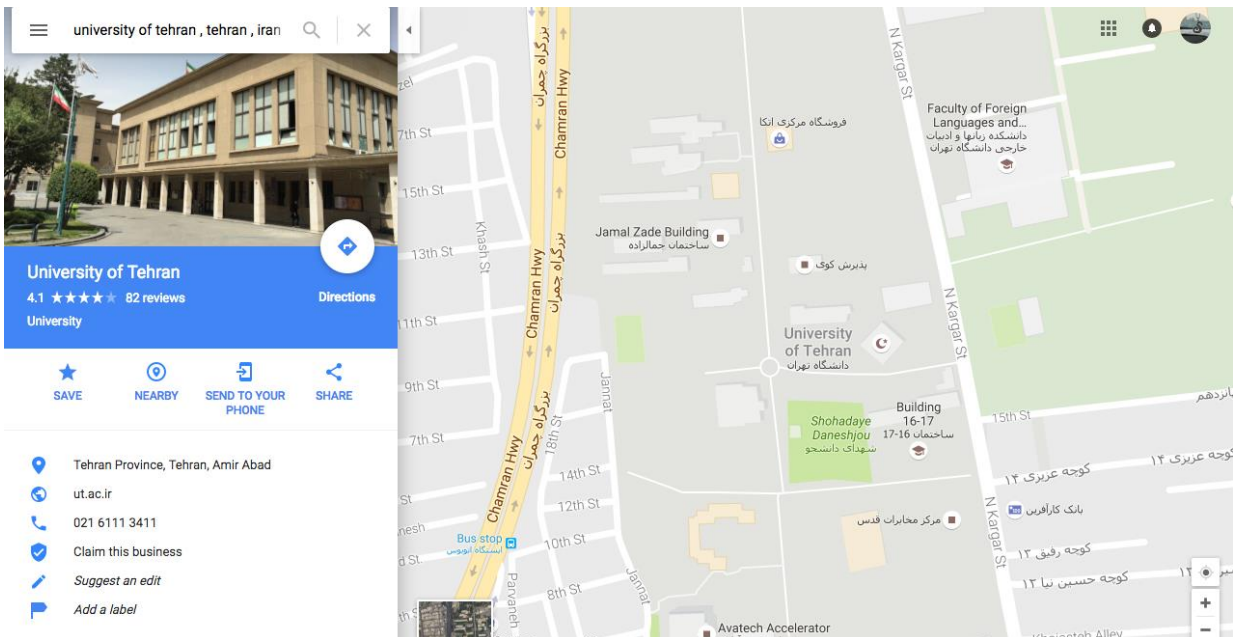 university of tehran , tehran , iran
University of Tehran
4.1
82 reviews
Directions
University
SAVE
NEARBY
SEND TO YOUR
PHONE
SHARE
Tehran Province, Tehran, Amir Abad
ut.ac.ir
021 6111 3411
Claim this business
Suggest an edit
Add a label
بزرگراه چمران
Chamran Hwy
N Kargar St
7th St
فروشگاه مرکزی اتکا
Faculty of Foreign
Languages and...
دانشکده زبانها و ادبیات
خارجی دانشگاه تهران
15th St
Khash St
13th St
Jamal Zade Building
ساختمان جمالزاده
بزرگراه چمران
Chamran Hwy
پذیرش کوی
11th St
N Kargar St
University
of Tehran
دانشگاه تهران
9th St
Jannat
بزرگراه چمران
18th St
7th St
Shohadaye
Daneshjou
شهدای دانشجو
Building
16-17
ساختمان 16-17
15th St
کوچه عزیزی ۱۴
کوچه عزیزی ۱۴
Chamran Hwy
14th St
12th St
St
N Kargar St
بانک کارآفرین
مرکز مخابرات قدس
Bus stop
ایستگاه اتوبوس
10th St
کوچه رفیق ۱۳
کوچه حسین نیا ۱۲
Parvaneh
8th St
Jannat
Avatech Accelerator
Khojasteh Alley